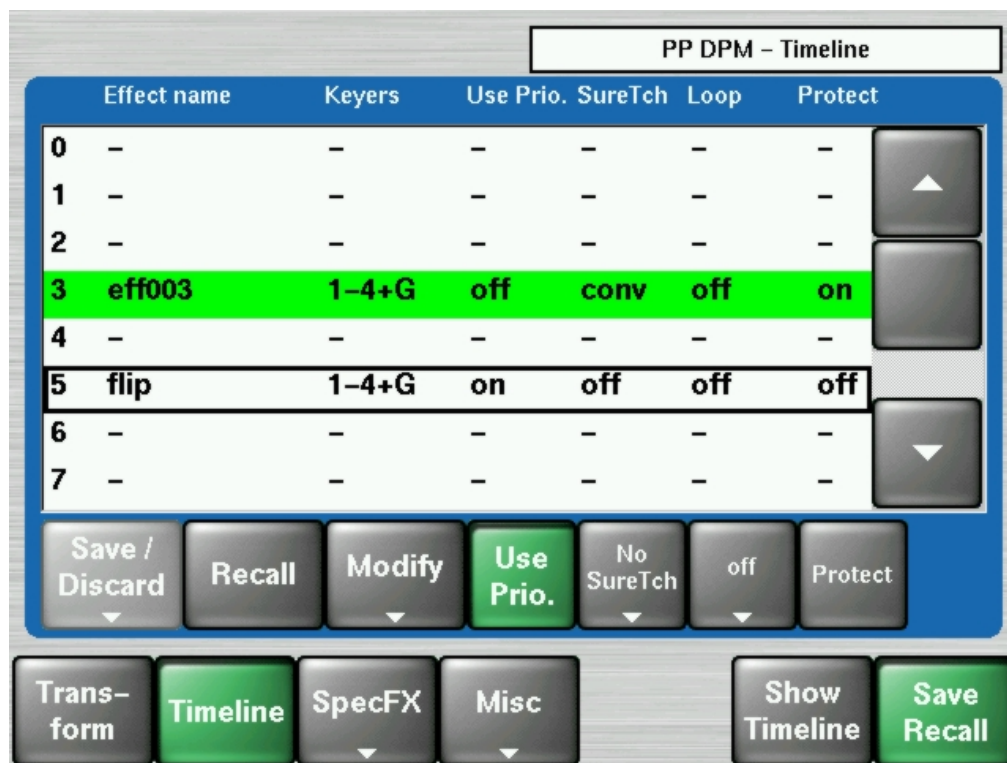 PP DPM – Timeline
Effect name Keyers Use Prio. SureTch Loop Protect
0 – – – – – –
1 – – – – – –
2 – – – – – –
3 eff003 1–4+G off conv off on
4 – – – – – –
5 flip 1–4+G on off off off
6 – – – – – –
7 – – – – – –
Save / Discard Recall Modify Use Prio. No SureTch off Protect
Trans– form Timeline SpecFX Misc Show Timeline Save Recall